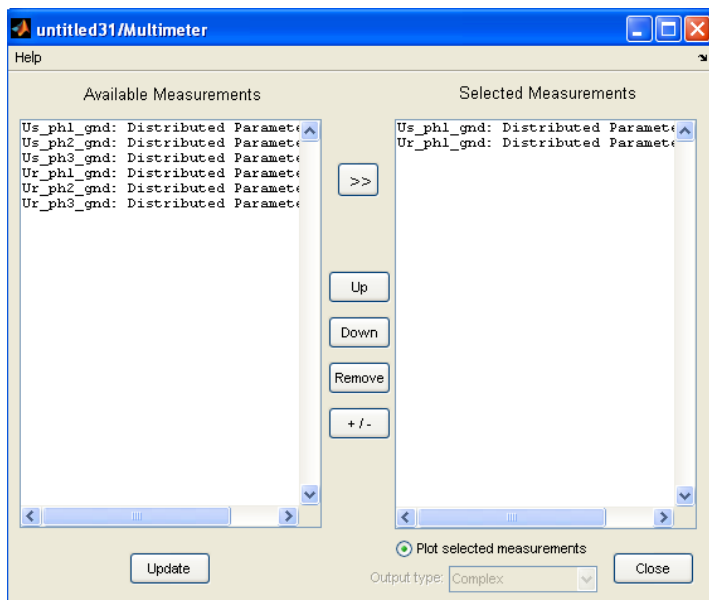 untitled31/Multimeter
Help
Available Measurements
Us_ph1_gnd: Distributed Paramete
Us_ph2_gnd: Distributed Paramete
Us_ph3_gnd: Distributed Paramete
Ur_ph1_gnd: Distributed Paramete
Ur_ph2_gnd: Distributed Paramete
Ur_ph3_gnd: Distributed Paramete
>>
Up
Down
Remove
+ / -
Selected Measurements
Us_ph1_gnd: Distributed Paramete
Ur_ph1_gnd: Distributed Paramete
Update
Plot selected measurements
Output type: Complex
Close